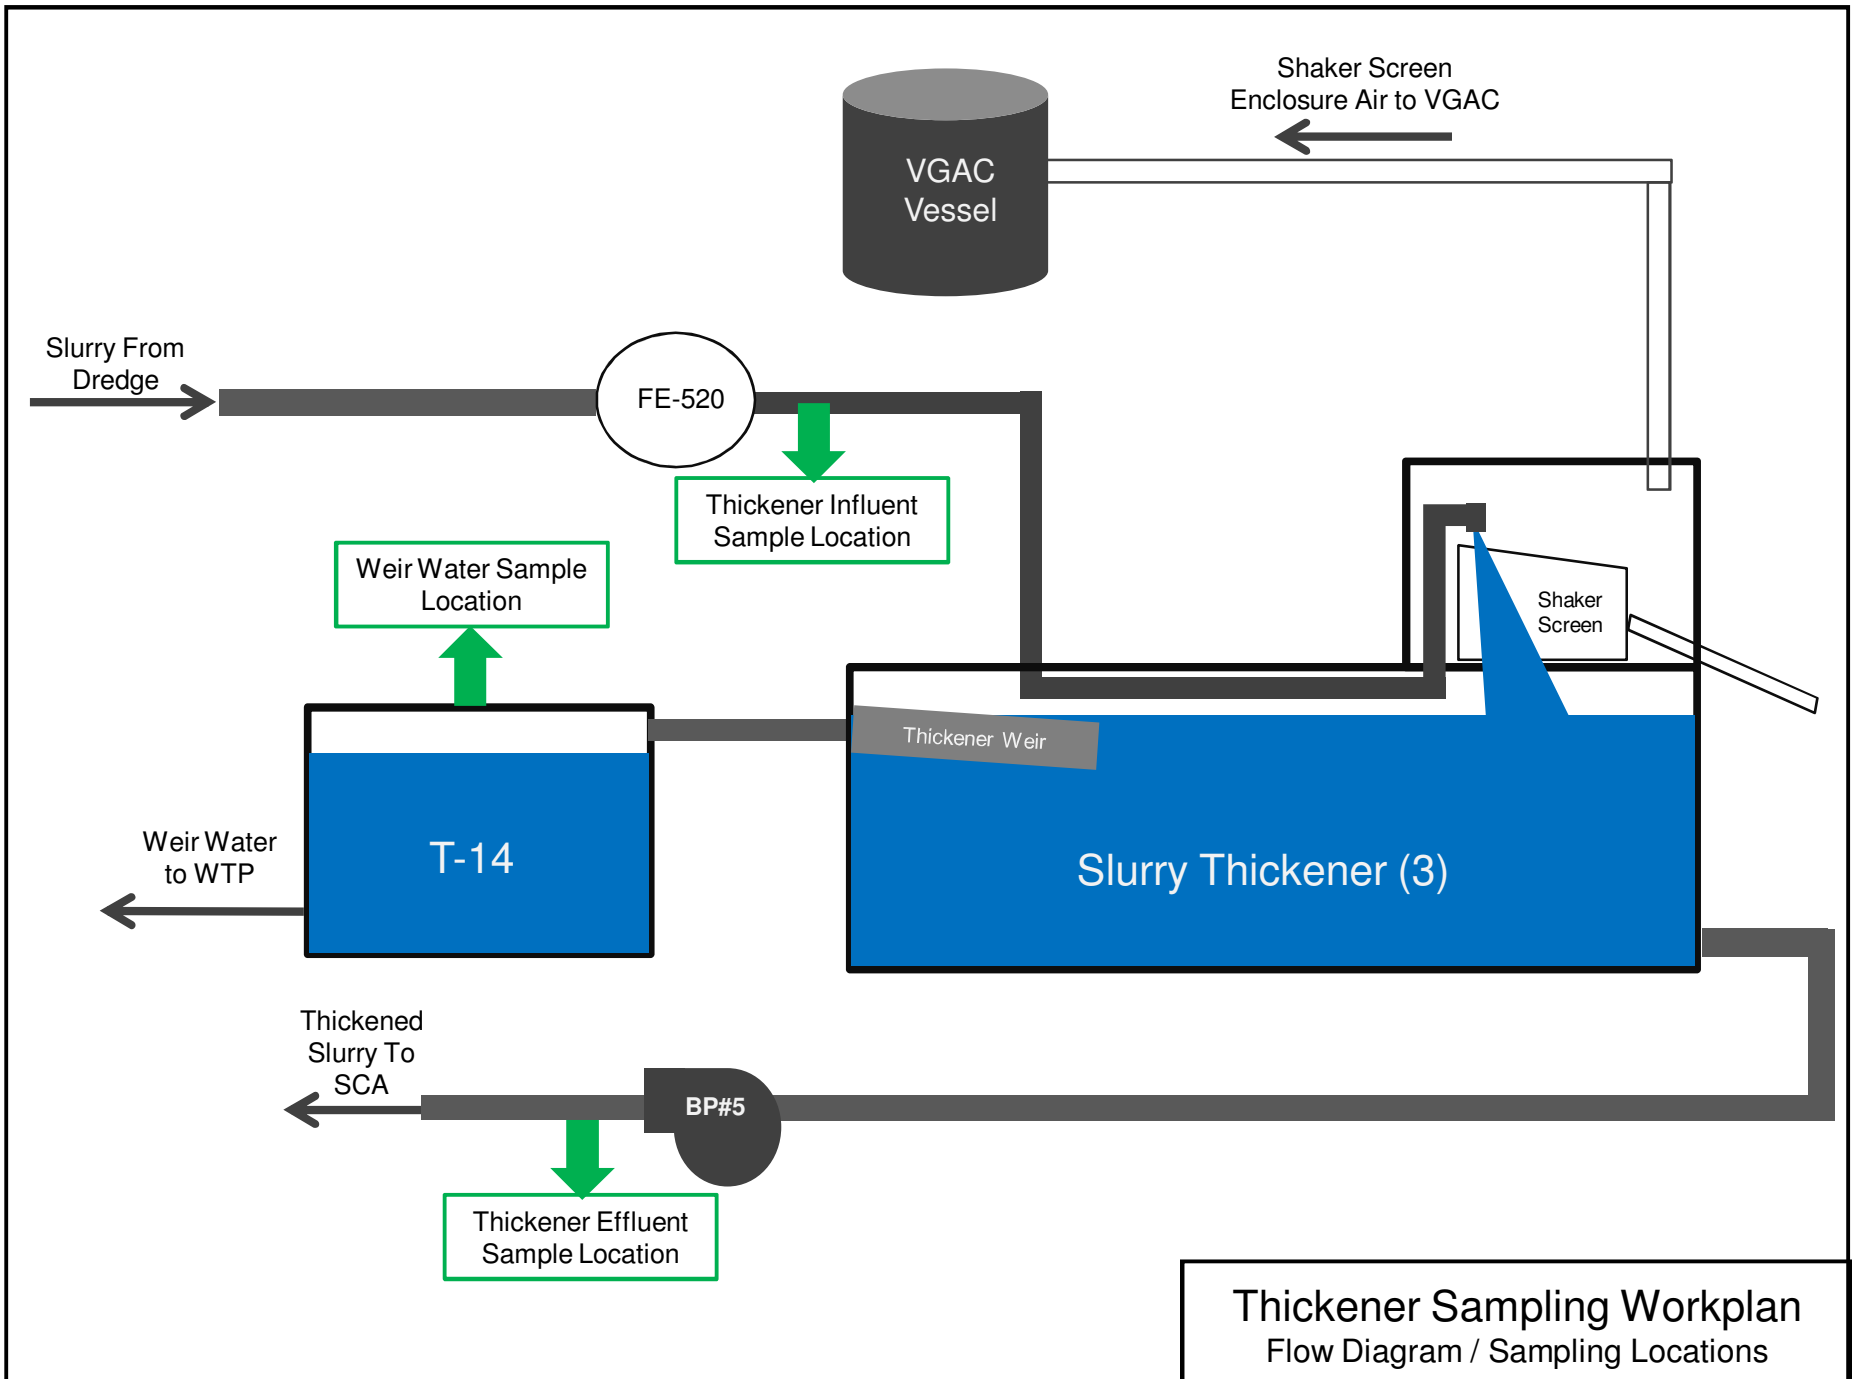 Shaker Screen
Enclosure Air to VGAC
VGAC
Vessel
Slurry From
Dredge
FE-520
Thickener Influent
Sample Location
Weir Water Sample
Location
Shaker
Screen
Thickener Weir
T-14
Slurry Thickener (3)
Weir Water
to WTP
Thickened
Slurry To
SCA
BP#5
Thickener Effluent
Sample Location
Thickener Sampling Workplan
Flow Diagram / Sampling Locations